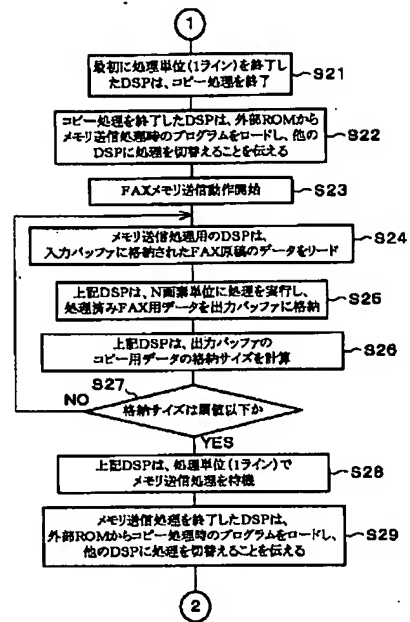 1
最初に処理単位(1ライン)を終了し
たDSPは、コピー処理を終了
S21
コピー処理を終了したDSPは、外部ROMから
メモリ送信処理時のプログラムをロードし、他の
DSPに処理を切替えることを伝える
S22
FAXメモリ送信動作開始
S23
メモリ送信処理用のDSPは、
入力バッファに格納されたFAX原稿のデータをリード
S24
上記DSPは、N画素単位に処理を実行し、
処理済みFAX用データを出力バッファに格納
S25
上記DSPは、出力バッファの
コピー用データの格納サイズを計算
S26
S27
NO
格納サイズは閾値以下か
YES
上記DSPは、処理単位(1ライン)で
メモリ送信処理を待機
S28
メモリ送信処理を終了したDSPは、
外部ROMからコピー処理時のプログラムをロードし、
他のDSPに処理を切替えることを伝える
S29
2